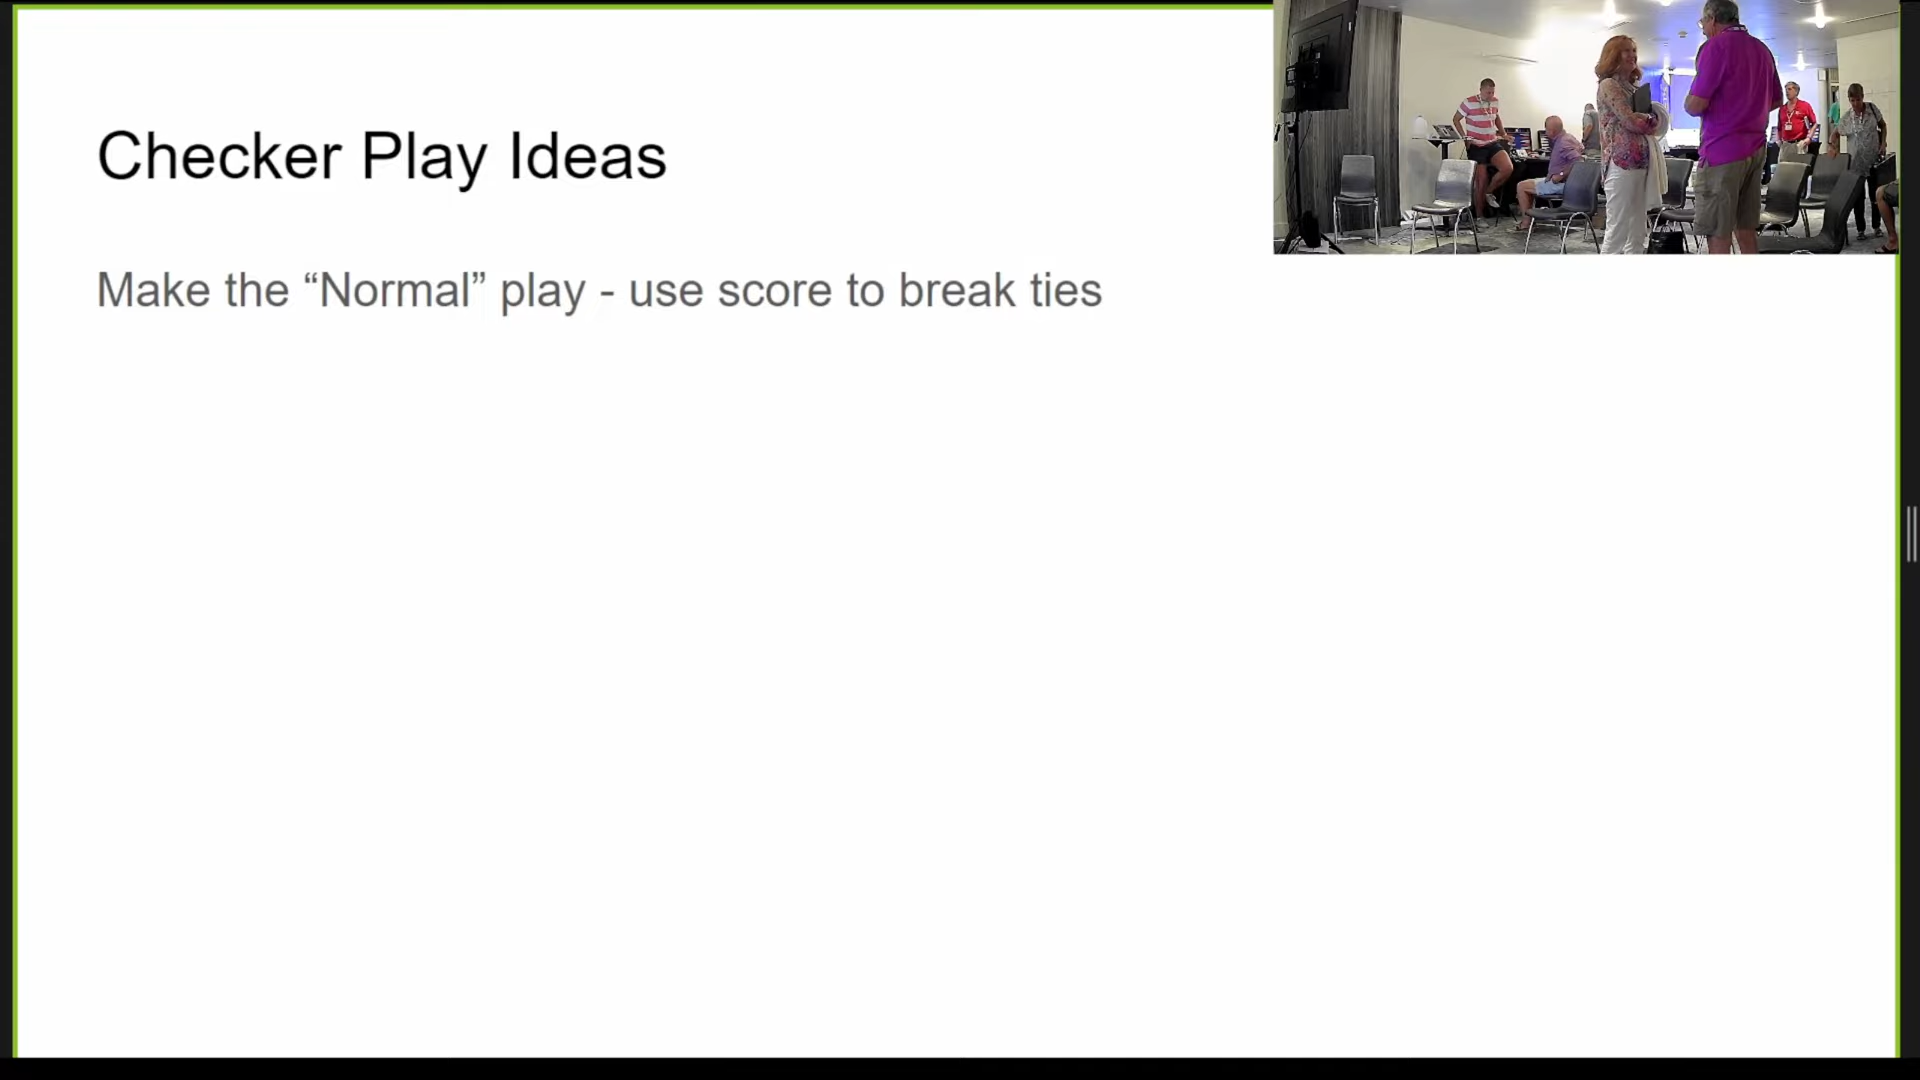 Checker Play Ideas
Make the “Normal” play - use score to break ties